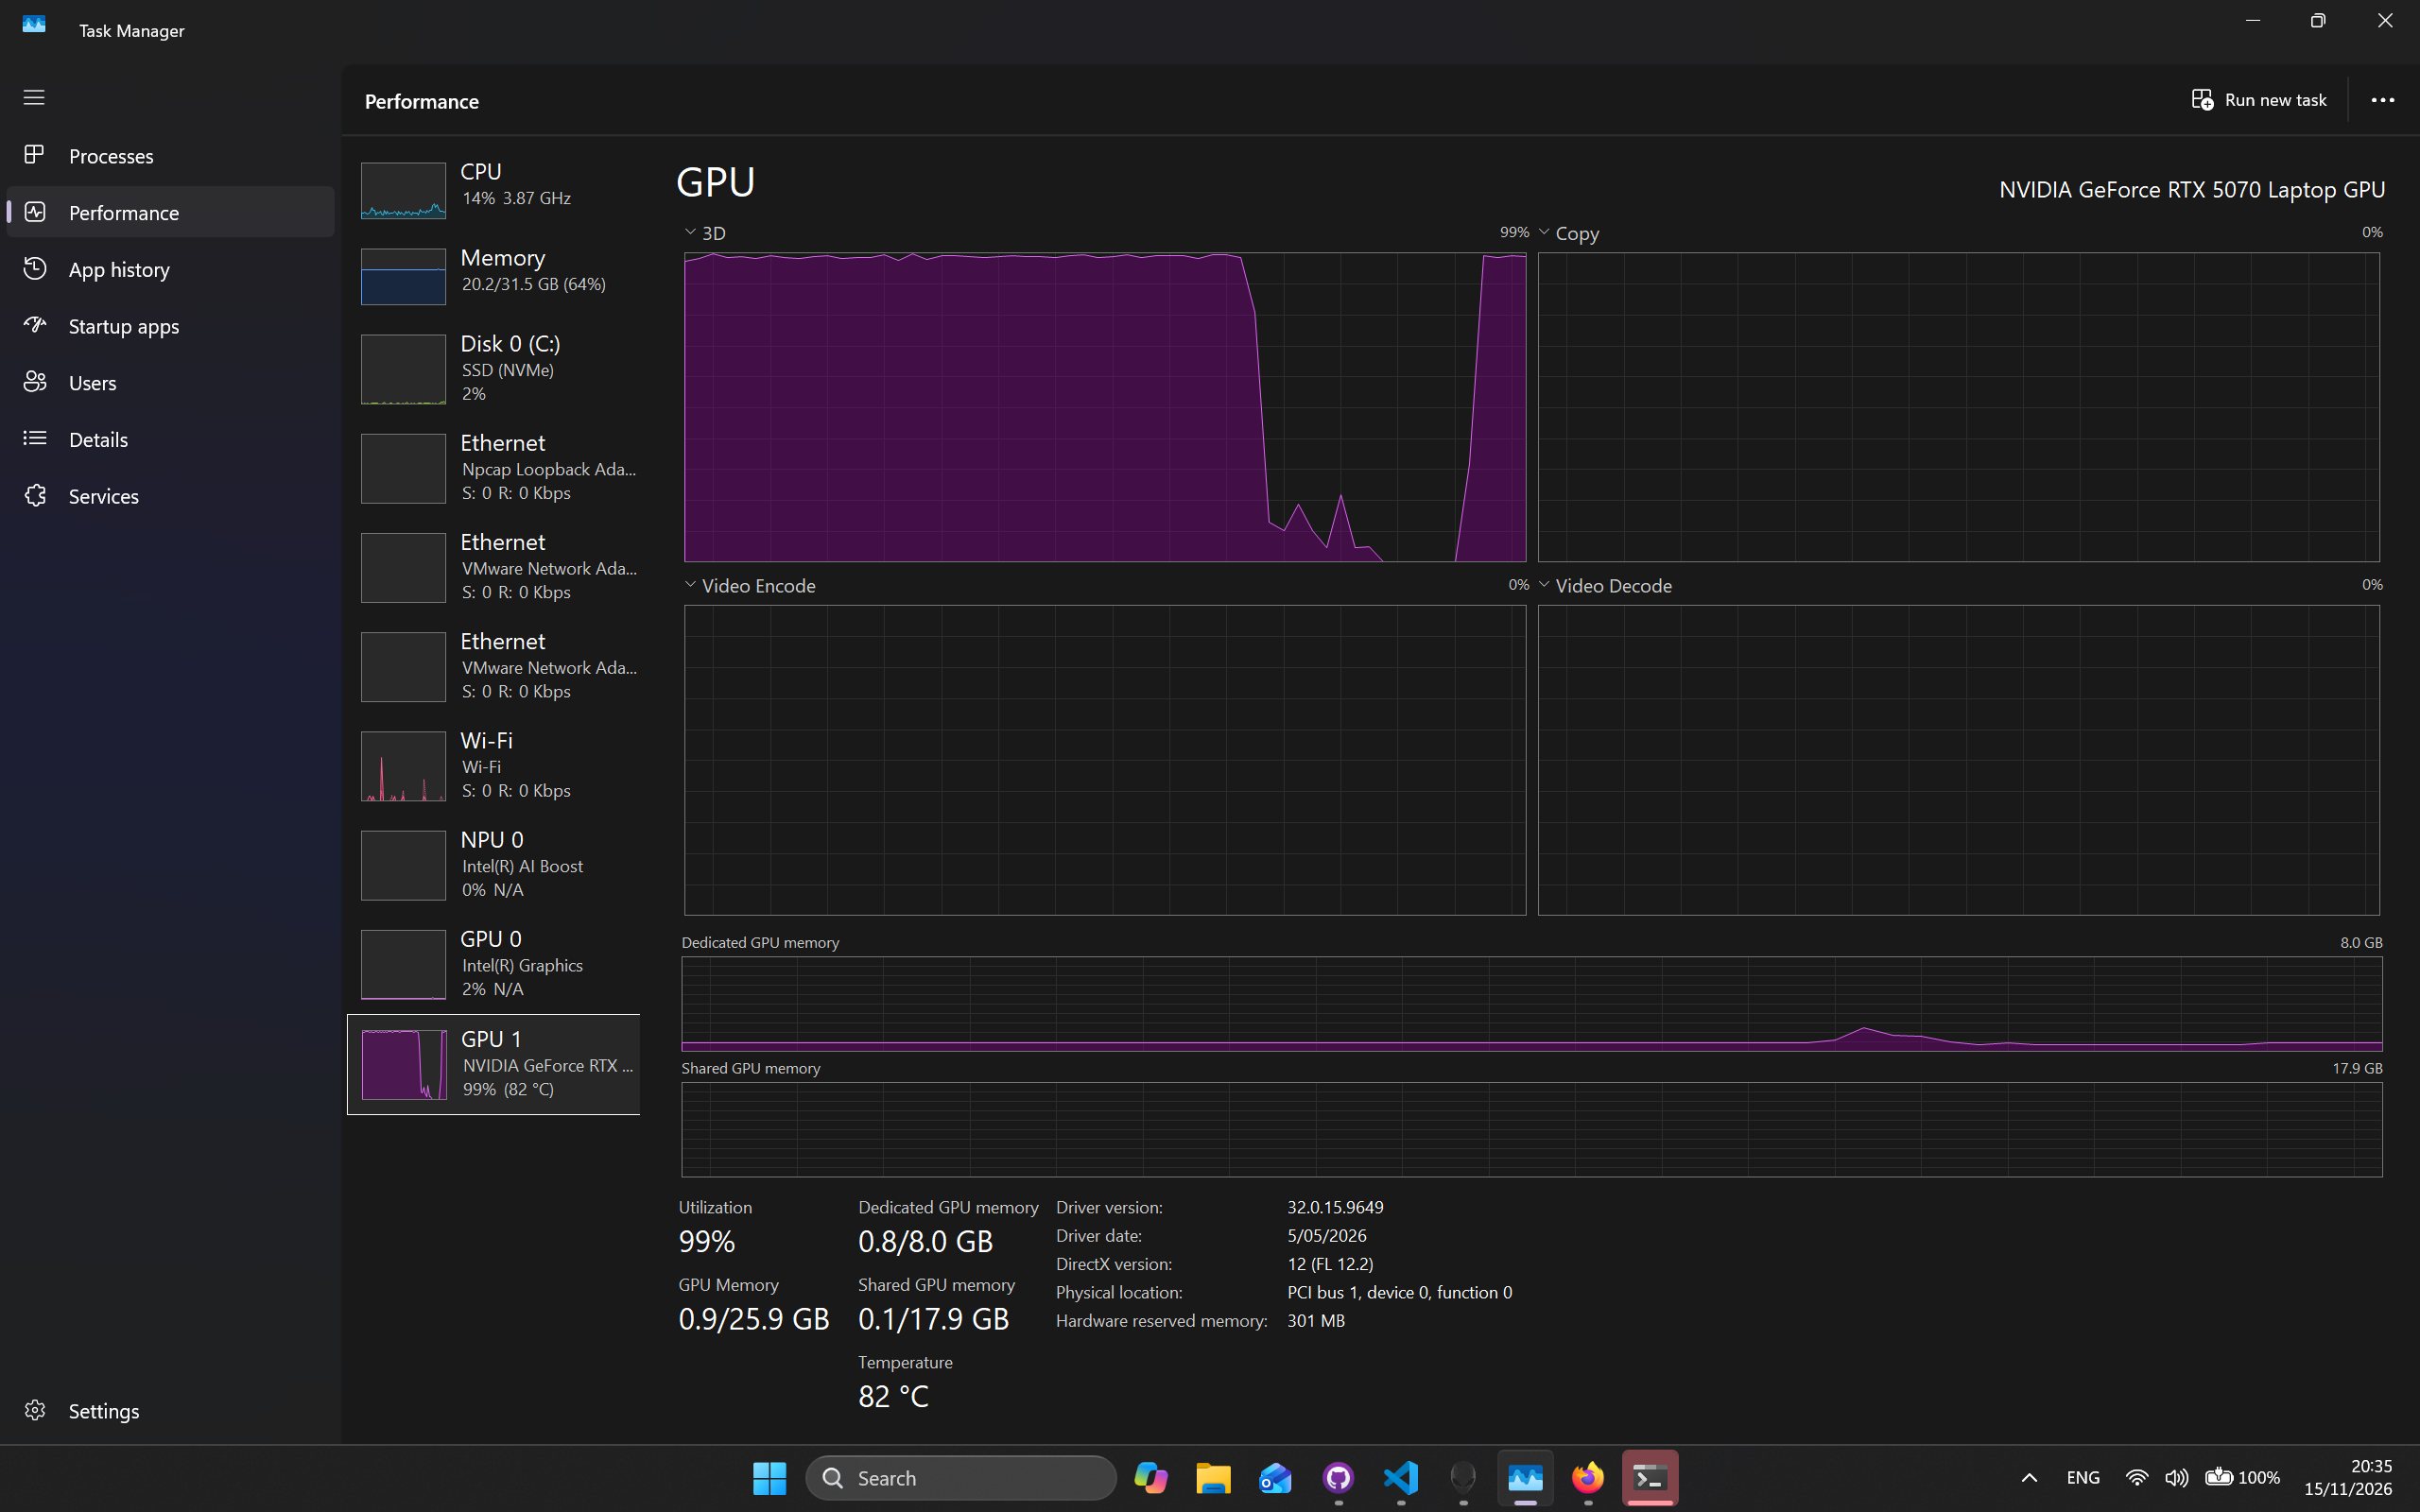 Task Manager
Processes
Performance
App history
Startup apps
Users
Details
Services
Settings
Performance
Run new task
CPU
14% 3.87 GHz
Memory
20.2/31.5 GB (64%)
Disk 0 (C:)
SSD (NVMe)
2%
Ethernet
Npcap Loopback Ada...
S: 0 R: 0 Kbps
Ethernet
VMware Network Ada...
S: 0 R: 0 Kbps
Ethernet
VMware Network Ada...
S: 0 R: 0 Kbps
Wi-Fi
Wi-Fi
S: 0 R: 0 Kbps
NPU 0
Intel(R) AI Boost
0% N/A
GPU 0
Intel(R) Graphics
2% N/A
GPU 1
NVIDIA GeForce RTX ...
99% (82 °C)
GPU
NVIDIA GeForce RTX 5070 Laptop GPU
3D 99%
Copy 0%
Video Encode 0%
Video Decode 0%
Dedicated GPU memory 8.0 GB
Shared GPU memory 17.9 GB
Utilization
99%
GPU Memory
0.9/25.9 GB
Dedicated GPU memory
0.8/8.0 GB
Shared GPU memory
0.1/17.9 GB
Temperature
82 °C
Driver version: 32.0.15.9649
Driver date: 5/05/2026
DirectX version: 12 (FL 12.2)
Physical location: PCI bus 1, device 0, function 0
Hardware reserved memory: 301 MB
Search
ENG
100%
20:35
15/11/2026